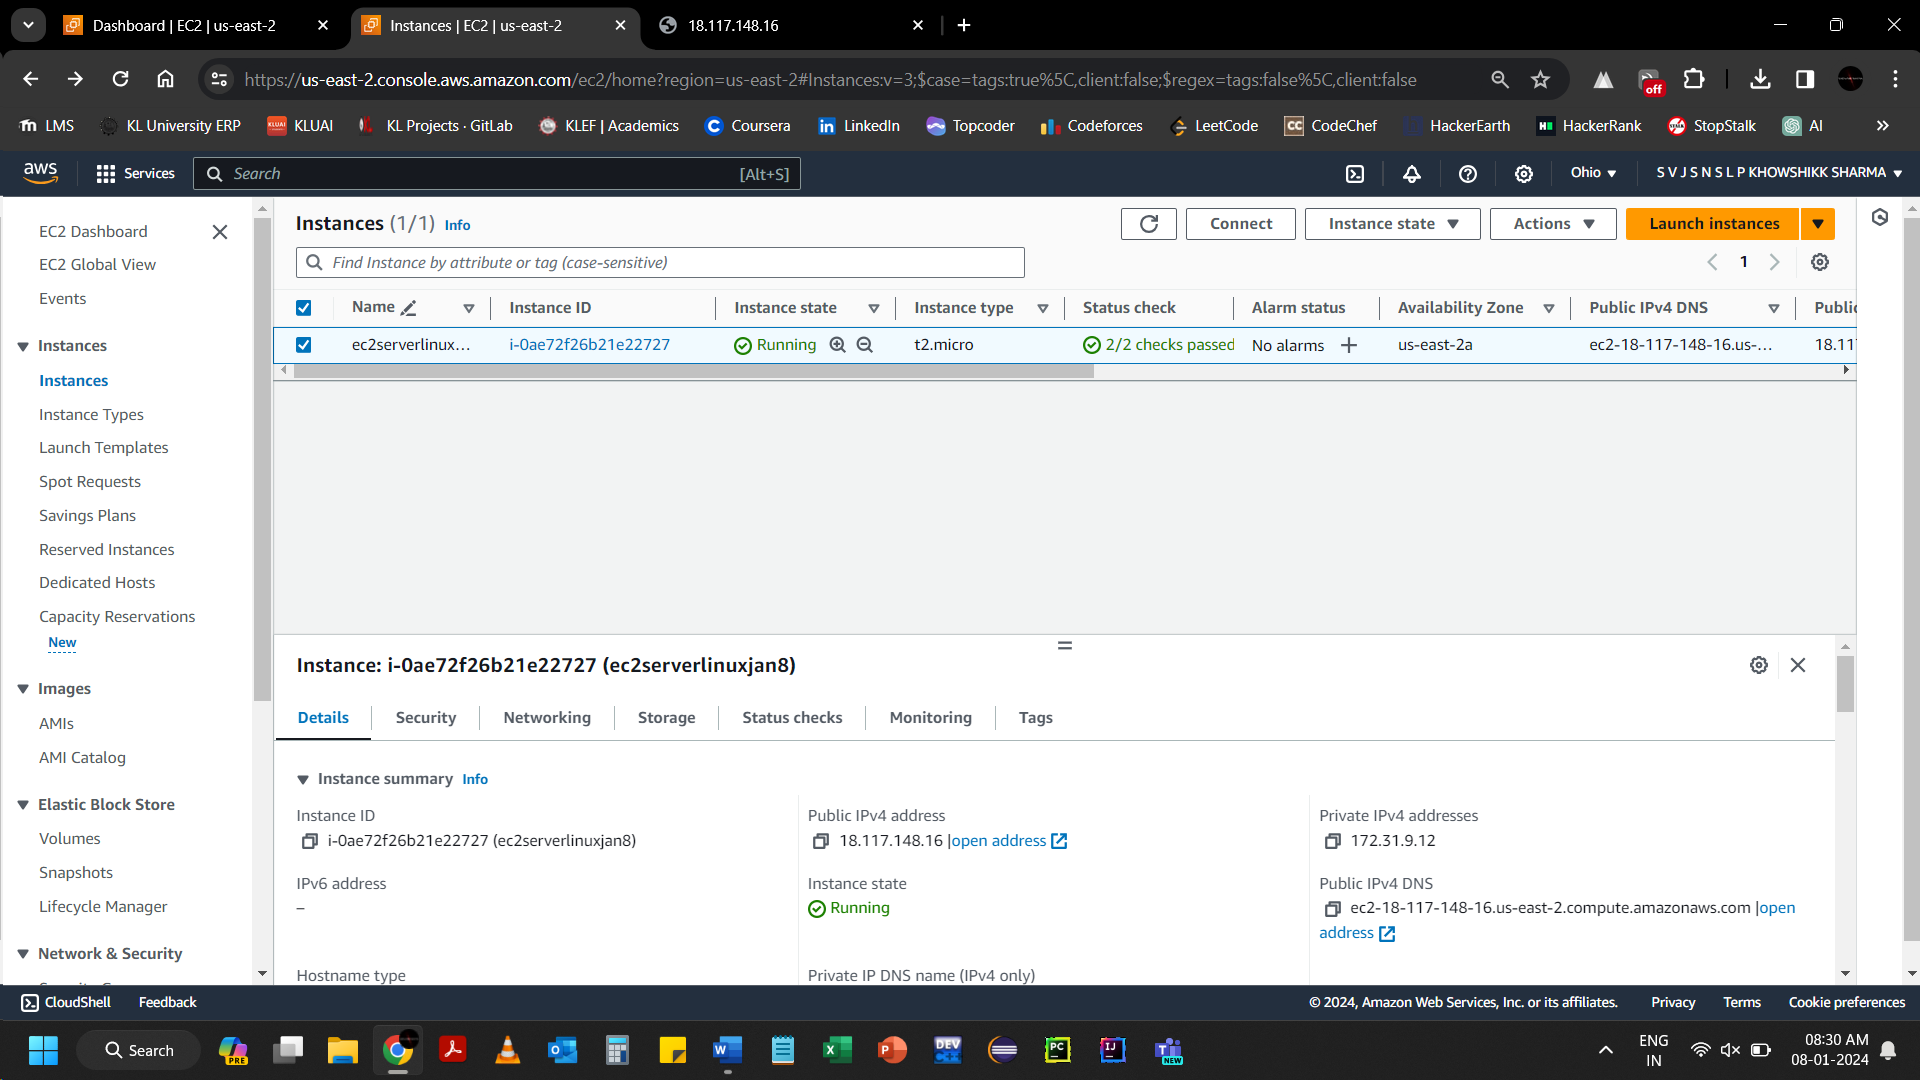 Dashboard | EC2 | us-east-2
Instances | EC2 | us-east-2
18.117.148.16
https://us-east-2.console.aws.amazon.com/ec2/home?region=us-east-2#Instances:v=3;$case=tags:true%5C,client:false;$regex=tags:false%5C,client:false
off
LMS
KL University ERP
KLUAI
KLUAI
KL Projects · GitLab
KLEF | Academics
Coursera
LinkedIn
Topcoder
Codeforces
LeetCode
CC
CodeChef
HackerEarth
HackerRank
StopStalk
AI
aws
Services
Search
[Alt+S]
Ohio
S V J S N S L P KHOWSHIKK SHARMA
EC2 Dashboard
EC2 Global View
Events
Instances
Instances
Instance Types
Launch Templates
Spot Requests
Savings Plans
Reserved Instances
Dedicated Hosts
Capacity Reservations
New
Images
AMIs
AMI Catalog
Elastic Block Store
Volumes
Snapshots
Lifecycle Manager
Network & Security
Instances (1/1) Info
Connect
Instance state
Actions
Launch instances
Find Instance by attribute or tag (case-sensitive)
1
Name Instance ID Instance state Instance type Status check Alarm status Availability Zone Public IPv4 DNS Public
ec2serverlinux... i-0ae72f26b21e22727 Running t2.micro 2/2 checks passed No alarms us-east-2a ec2-18-117-148-16.us-... 18.117
Instance: i-0ae72f26b21e22727 (ec2serverlinuxjan8)
Details Security Networking Storage Status checks Monitoring Tags
Instance summary Info
Instance ID
i-0ae72f26b21e22727 (ec2serverlinuxjan8)
Public IPv4 address
18.117.148.16 |open address
Private IPv4 addresses
172.31.9.12
IPv6 address
–
Instance state
Running
Public IPv4 DNS
ec2-18-117-148-16.us-east-2.compute.amazonaws.com |open
address
Hostname type
Private IP DNS name (IPv4 only)
CloudShell
Feedback
© 2024, Amazon Web Services, Inc. or its affiliates.
Privacy
Terms
Cookie preferences
Search
PRE
DEV
PC
IJ
NEW
ENG
IN
08:30 AM
08-01-2024